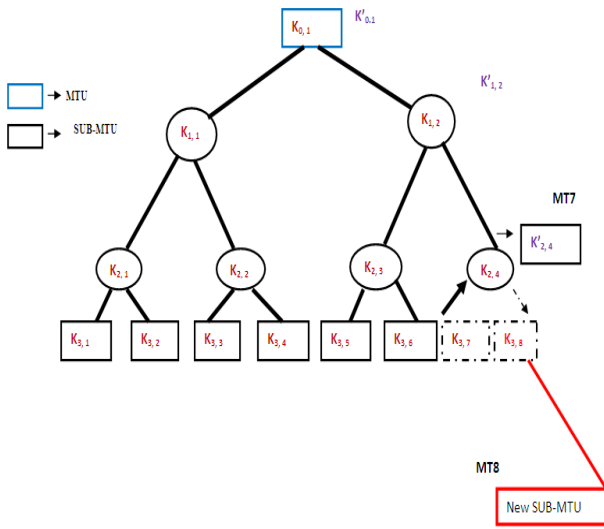 K0, 1
K'0,1
K'1, 2
MTU
SUB-MTU
K1, 1
K1, 2
MT7
K'2, 4
K2, 1
K2, 2
K2, 3
K2, 4
K3, 1
K3, 2
K3, 3
K3, 4
K3, 5
K3, 6
K3, 7
K3, 8
MT8
New SUB-MTU